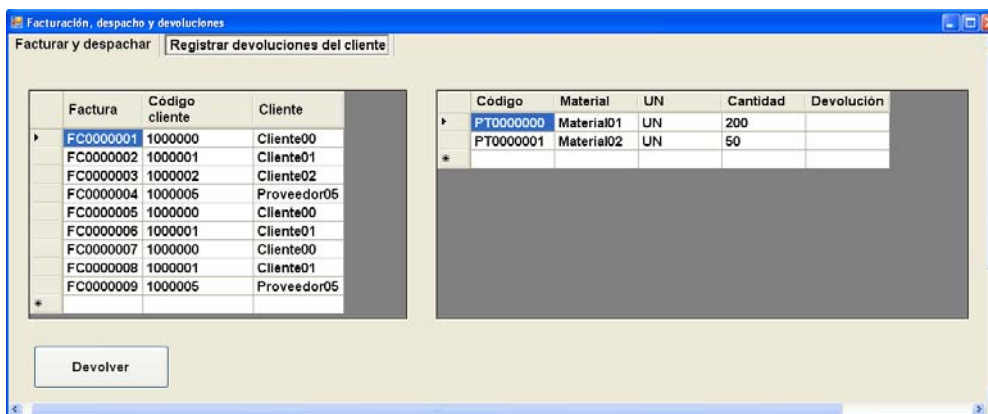 Facturación, despacho y devoluciones
Facturar y despachar Registrar devoluciones del cliente
Factura Código cliente Cliente
FC0000001 1000000 Cliente00
FC0000002 1000001 Cliente01
FC0000003 1000002 Cliente02
FC0000004 1000005 Proveedor05
FC0000005 1000000 Cliente00
FC0000006 1000001 Cliente01
FC0000007 1000000 Cliente00
FC0000008 1000001 Cliente01
FC0000009 1000005 Proveedor05
Código Material UN Cantidad Devolución
PT0000000 Material01 UN 200
PT0000001 Material02 UN 50
Devolver